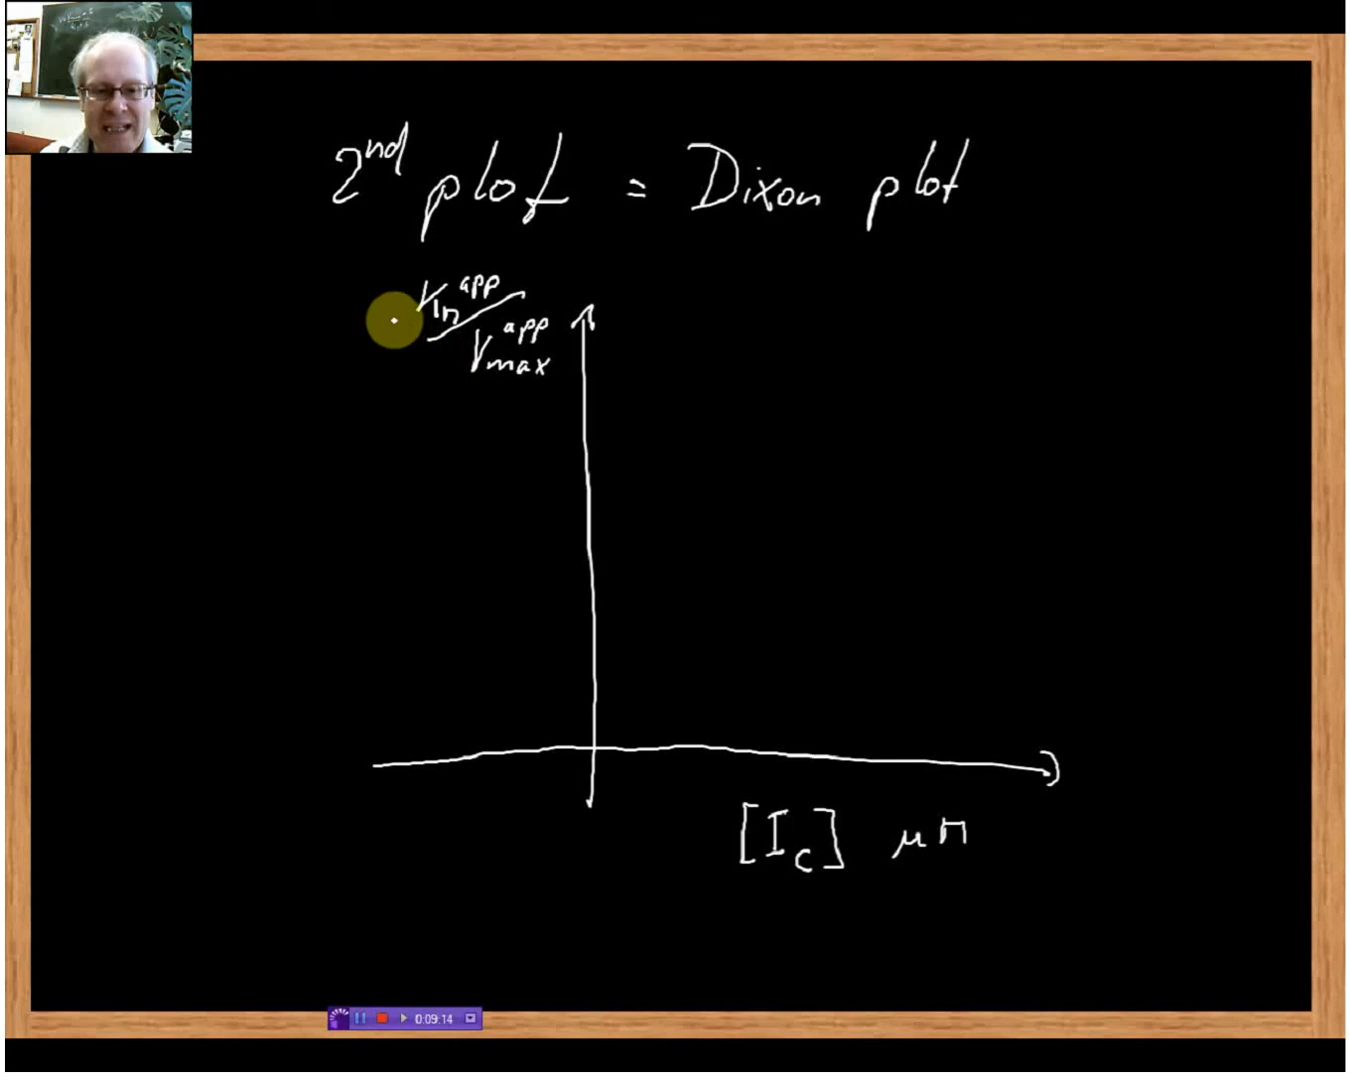 2nd plot = Dixon plot
Km app / Vmax app
[Ic] μM
0:09:14